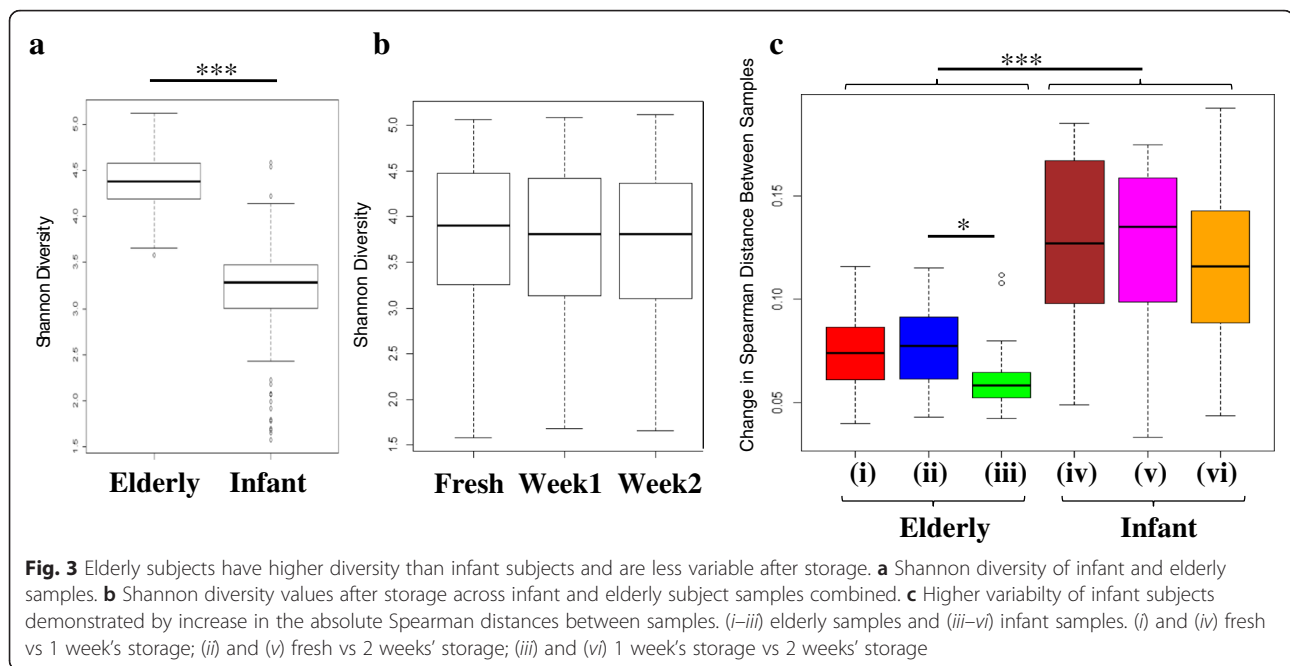 a
b
c
***
***
*
Shannon Diversity
5.0
4.5
4.0
3.5
3.0
2.5
2.0
1.5
Elderly Infant
Shannon Diversity
5.0
4.5
4.0
3.5
3.0
2.5
2.0
1.5
Fresh Week1 Week2
Change in Spearman Distance Between Samples
0.15
0.10
0.05
(i) (ii) (iii) (iv) (v) (vi)
Elderly Infant
Fig. 3 Elderly subjects have higher diversity than infant subjects and are less variable after storage. a Shannon diversity of infant and elderly
samples. b Shannon diversity values after storage across infant and elderly subject samples combined. c Higher variabilty of infant subjects
demonstrated by increase in the absolute Spearman distances between samples. (i–iii) elderly samples and (iii–vi) infant samples. (i) and (iv) fresh
vs 1 week's storage; (ii) and (v) fresh vs 2 weeks' storage; (iii) and (vi) 1 week's storage vs 2 weeks' storage